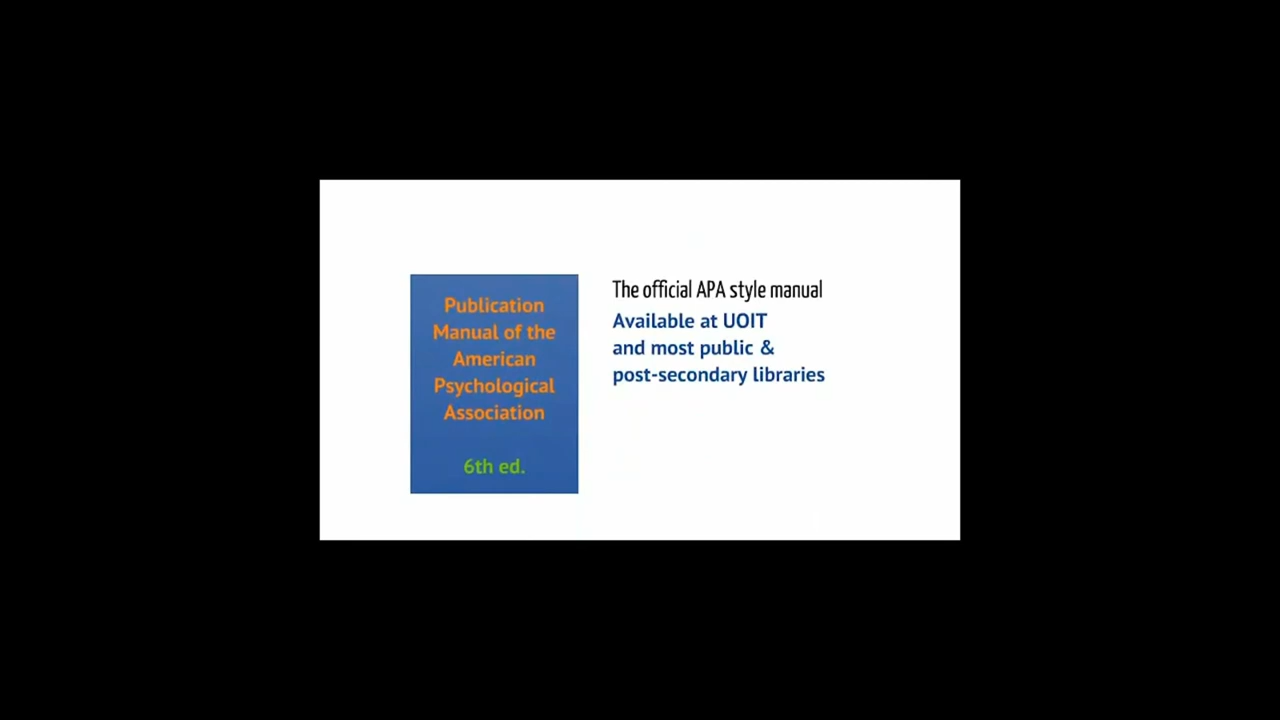 Publication
Manual of the
American
Psychological
Association
6th ed.
The official APA style manual
Available at UOIT
and most public &
post-secondary libraries